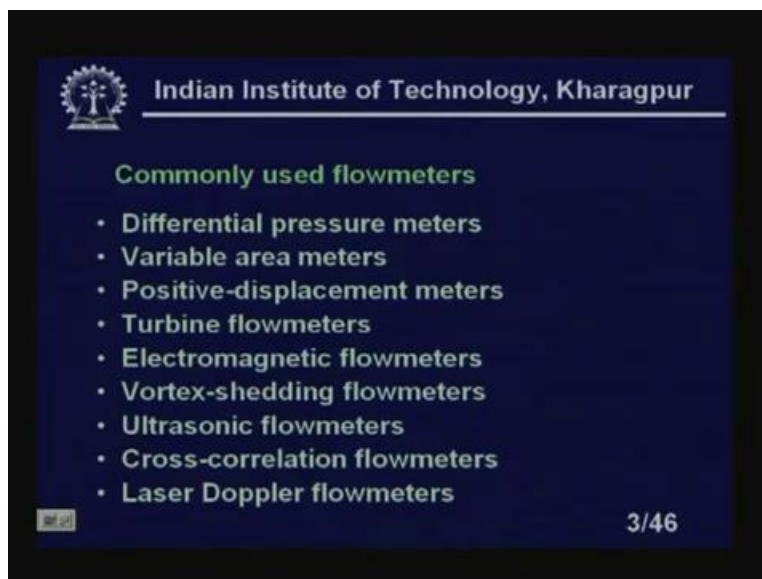 Indian Institute of Technology, Kharagpur
Commonly used flowmeters
• Differential pressure meters
• Variable area meters
• Positive-displacement meters
• Turbine flowmeters
• Electromagnetic flowmeters
• Vortex-shedding flowmeters
• Ultrasonic flowmeters
• Cross-correlation flowmeters
• Laser Doppler flowmeters
3/46